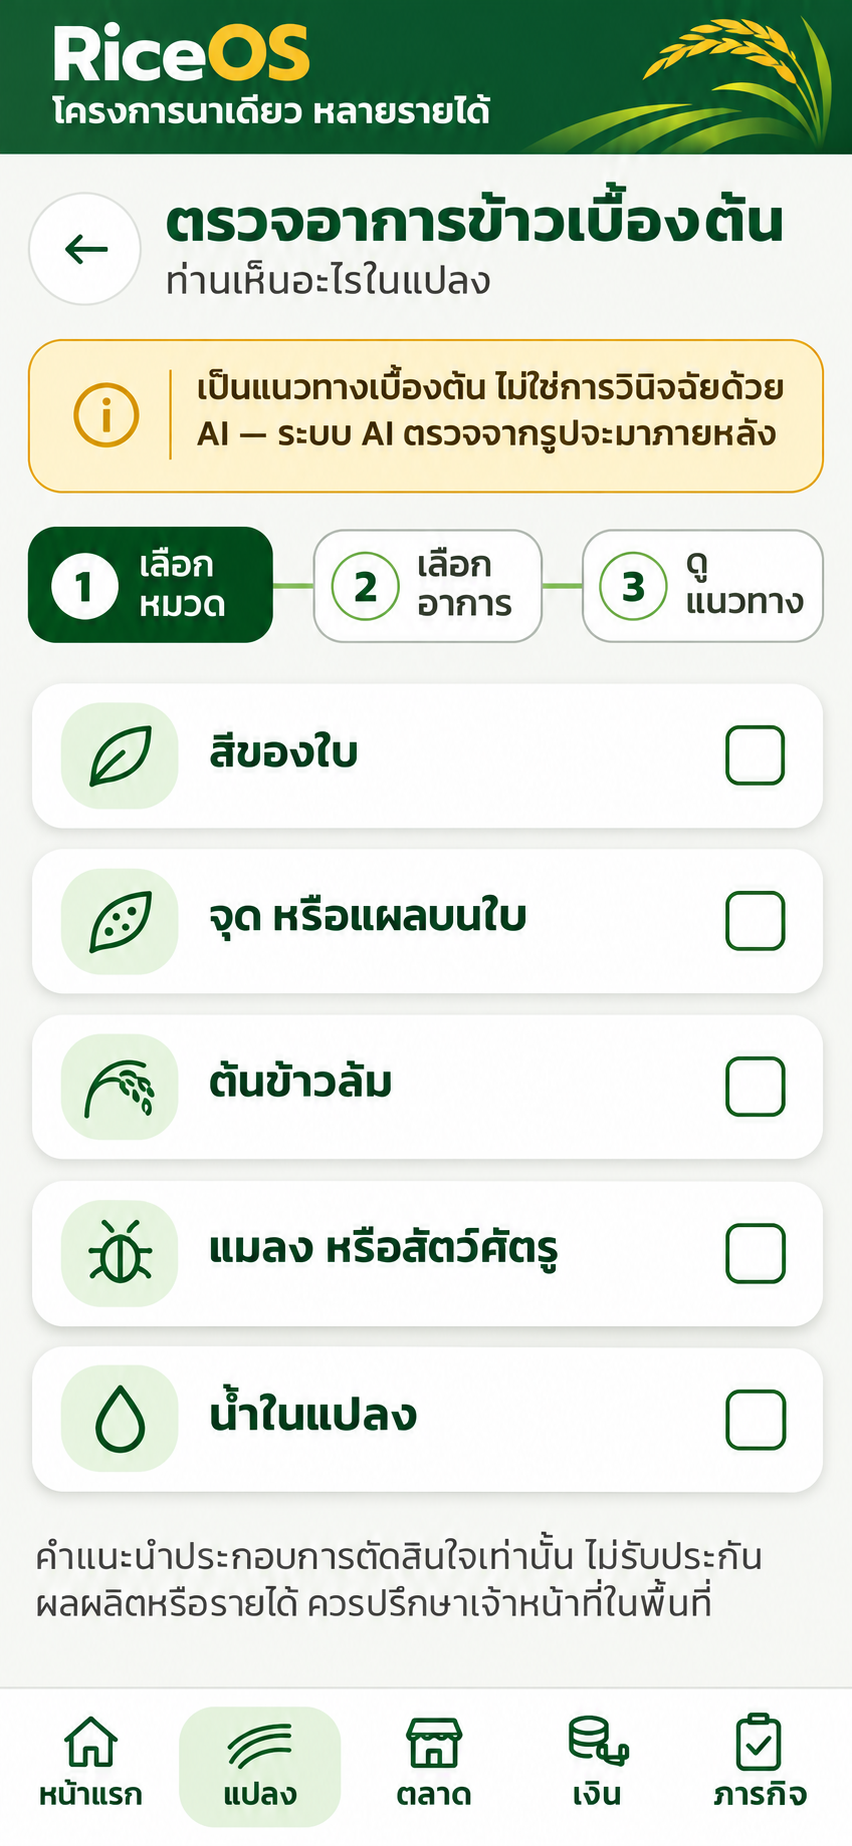 RiceOS
โครงการนาเดียว หลายรายได้
ตรวจอาการข้าวเบื้องต้น
ท่านเห็นอะไรในแปลง
เป็นแนวทางเบื้องต้น ไม่ใช่การวินิจฉัยด้วย
AI — ระบบ AI ตรวจจากรูปจะมาภายหลัง
1
เลือก
หมวด
2
เลือก
อาการ
3
ดู
แนวทาง
สีของใบ
จุด หรือแผลบนใบ
ต้นข้าวล้ม
แมลง หรือสัตว์ศัตรู
น้ำในแปลง
คำแนะนำประกอบการตัดสินใจเท่านั้น ไม่รับประกัน
ผลผลิตหรือรายได้ ควรปรึกษาเจ้าหน้าที่ในพื้นที่
หน้าแรก
แปลง
ตลาด
เงิน
ภารกิจ